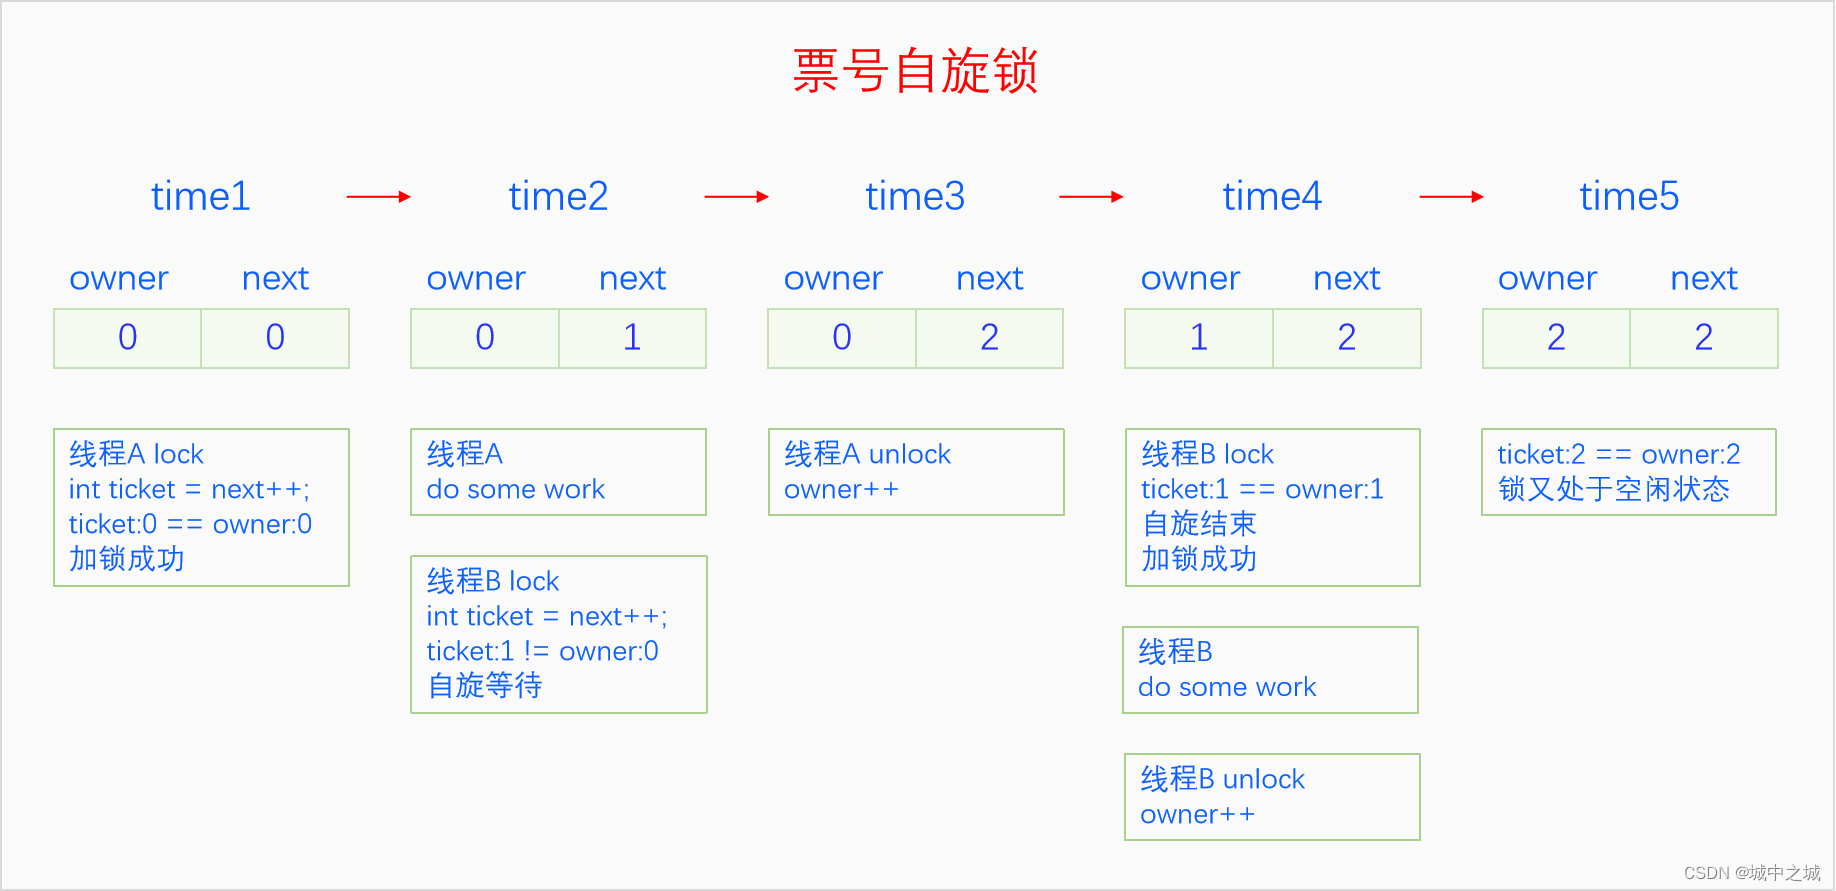 票号自旋锁
time1
time2
time3
time4
time5
owner next
owner next
owner next
owner next
owner next
0 0
0 1
0 2
1 2
2 2
线程A lock
int ticket = next++;
ticket:0 == owner:0
加锁成功
线程A
do some work
线程B lock
int ticket = next++;
ticket:1 != owner:0
自旋等待
线程A unlock
owner++
线程B lock
ticket:1 == owner:1
自旋结束
加锁成功
线程B
do some work
线程B unlock
owner++
ticket:2 == owner:2
锁又处于空闲状态
CSDN @城中之城